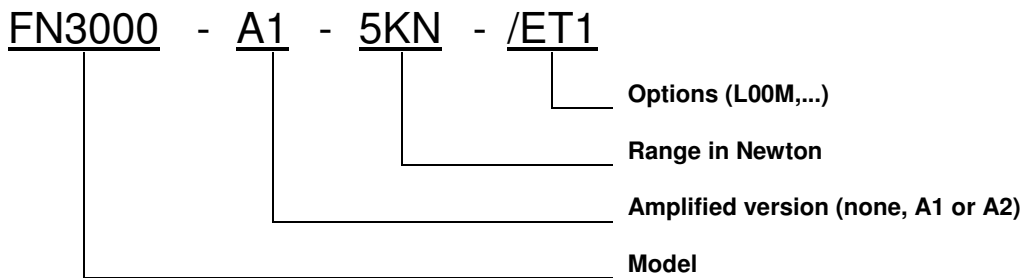 FN3000 - A1 - 5KN - /ET1
Options (L00M,...)
Range in Newton
Amplified version (none, A1 or A2)
Model